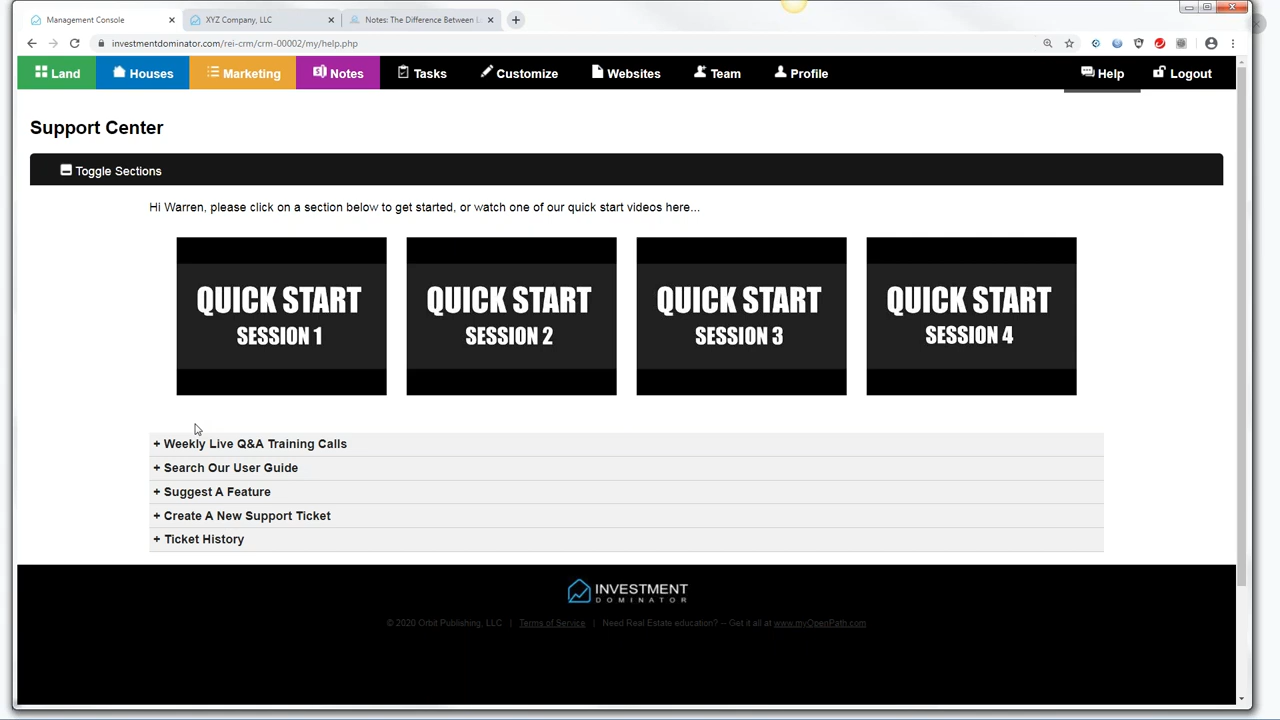 Management Console
XYZ Company, LLC
Notes: The Difference Between
investmentdominator.com/rei-crm/crm-00002/my/help.php
Land
Houses
Marketing
Notes
Tasks
Customize
Websites
Team
Profile
Help
Logout
Support Center
Toggle Sections
Hi Warren, please click on a section below to get started, or watch one of our quick start videos here...
QUICK START
SESSION 1
QUICK START
SESSION 2
QUICK START
SESSION 3
QUICK START
SESSION 4
+ Weekly Live Q&A Training Calls
+ Search Our User Guide
+ Suggest A Feature
+ Create A New Support Ticket
+ Ticket History
INVESTMENT
DOMINATOR
© 2020 Orbit Publishing, LLC | Terms of Service | Need Real Estate education? -- Get it all at www.myOpenPath.com